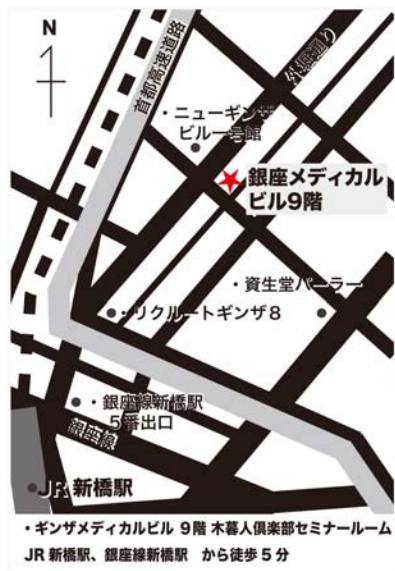 N
首都高速道路
外堀通り
・ニューギンザ
ビル一号館
銀座メディカル
ビル9階
・資生堂パーラー
・リクルートギンザ8
・銀座線新橋駅
5番出口
銀座線
JR 新橋駅
・ギンザメディカルビル 9階 木暮人倶楽部セミナールーム
JR 新橋駅、銀座線新橋駅 から徒歩5分